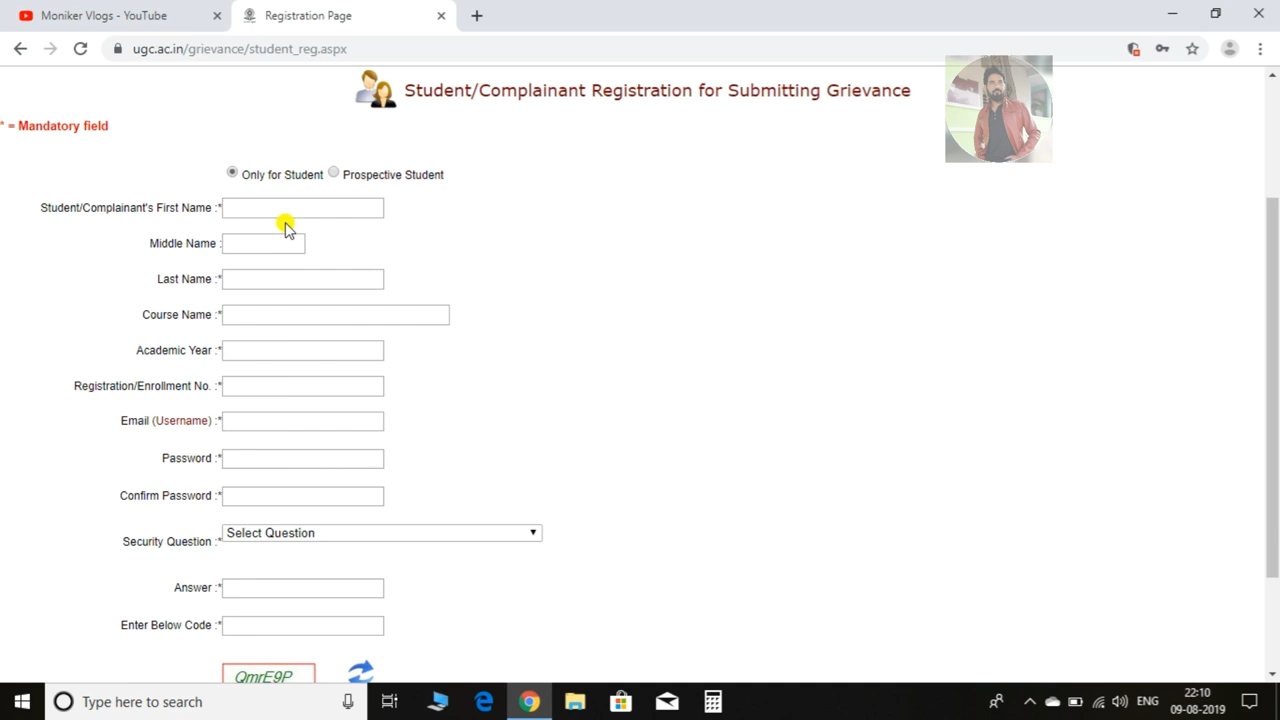 Moniker Vlogs - YouTube
Registration Page
ugc.ac.in/grievance/student_reg.aspx
Student/Complainant Registration for Submitting Grievance
* = Mandatory field
Only for Student Prospective Student
Student/Complainant's First Name :*
Middle Name :
Last Name :*
Course Name :*
Academic Year :*
Registration/Enrollment No. :*
Email (Username) :*
Password :*
Confirm Password :*
Security Question :* Select Question
Answer :*
Enter Below Code :*
QmrE9P
Type here to search
ENG
22:10
09-08-2019